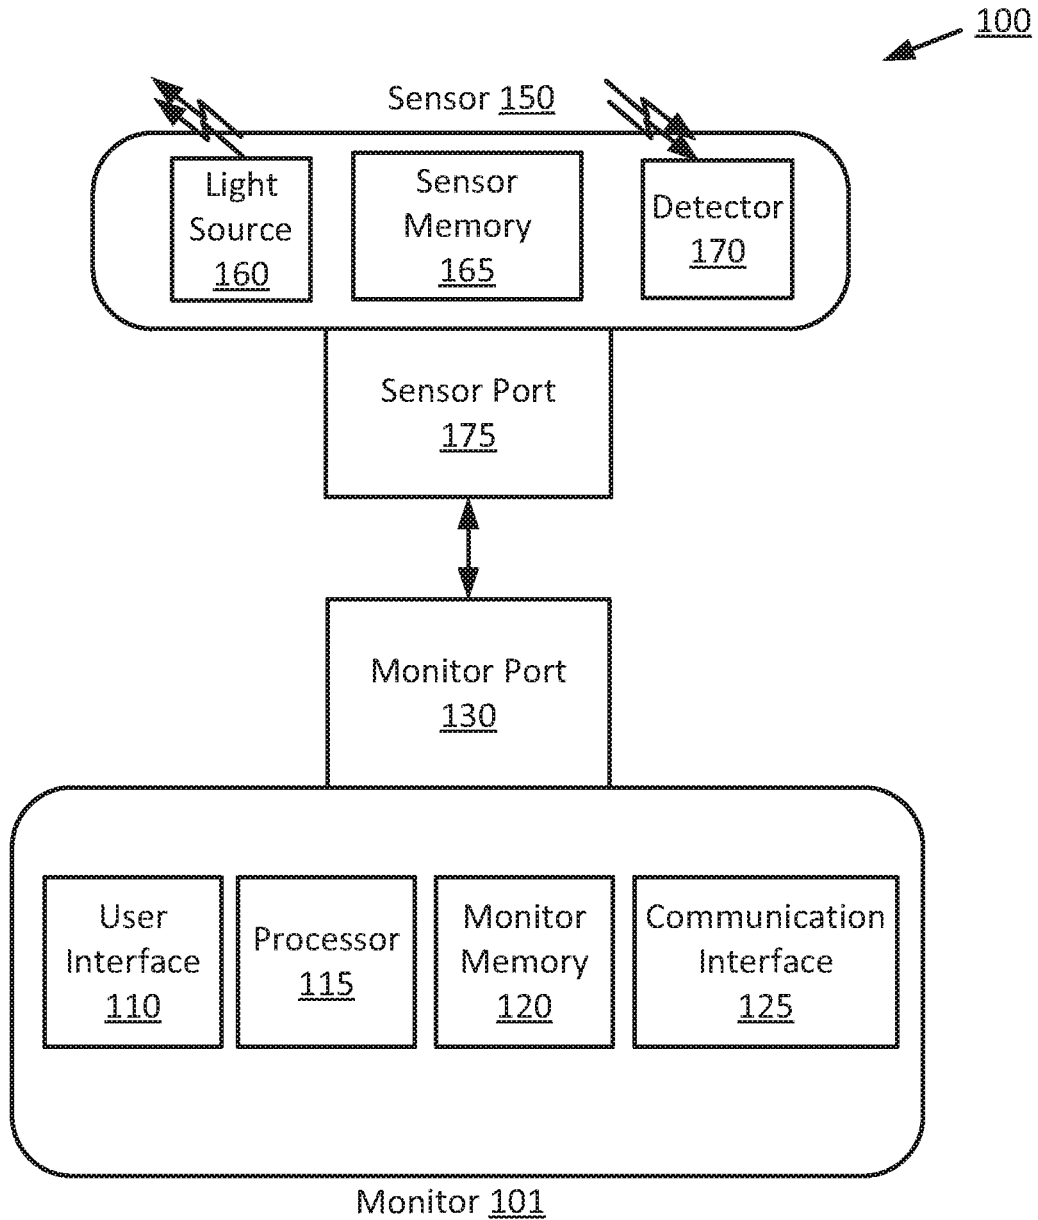 100
Sensor 150
Light
Source
160
Sensor
Memory
165
Detector
170
Sensor Port
175
Monitor Port
130
User
Interface
110
Processor
115
Monitor
Memory
120
Communication
Interface
125
Monitor 101